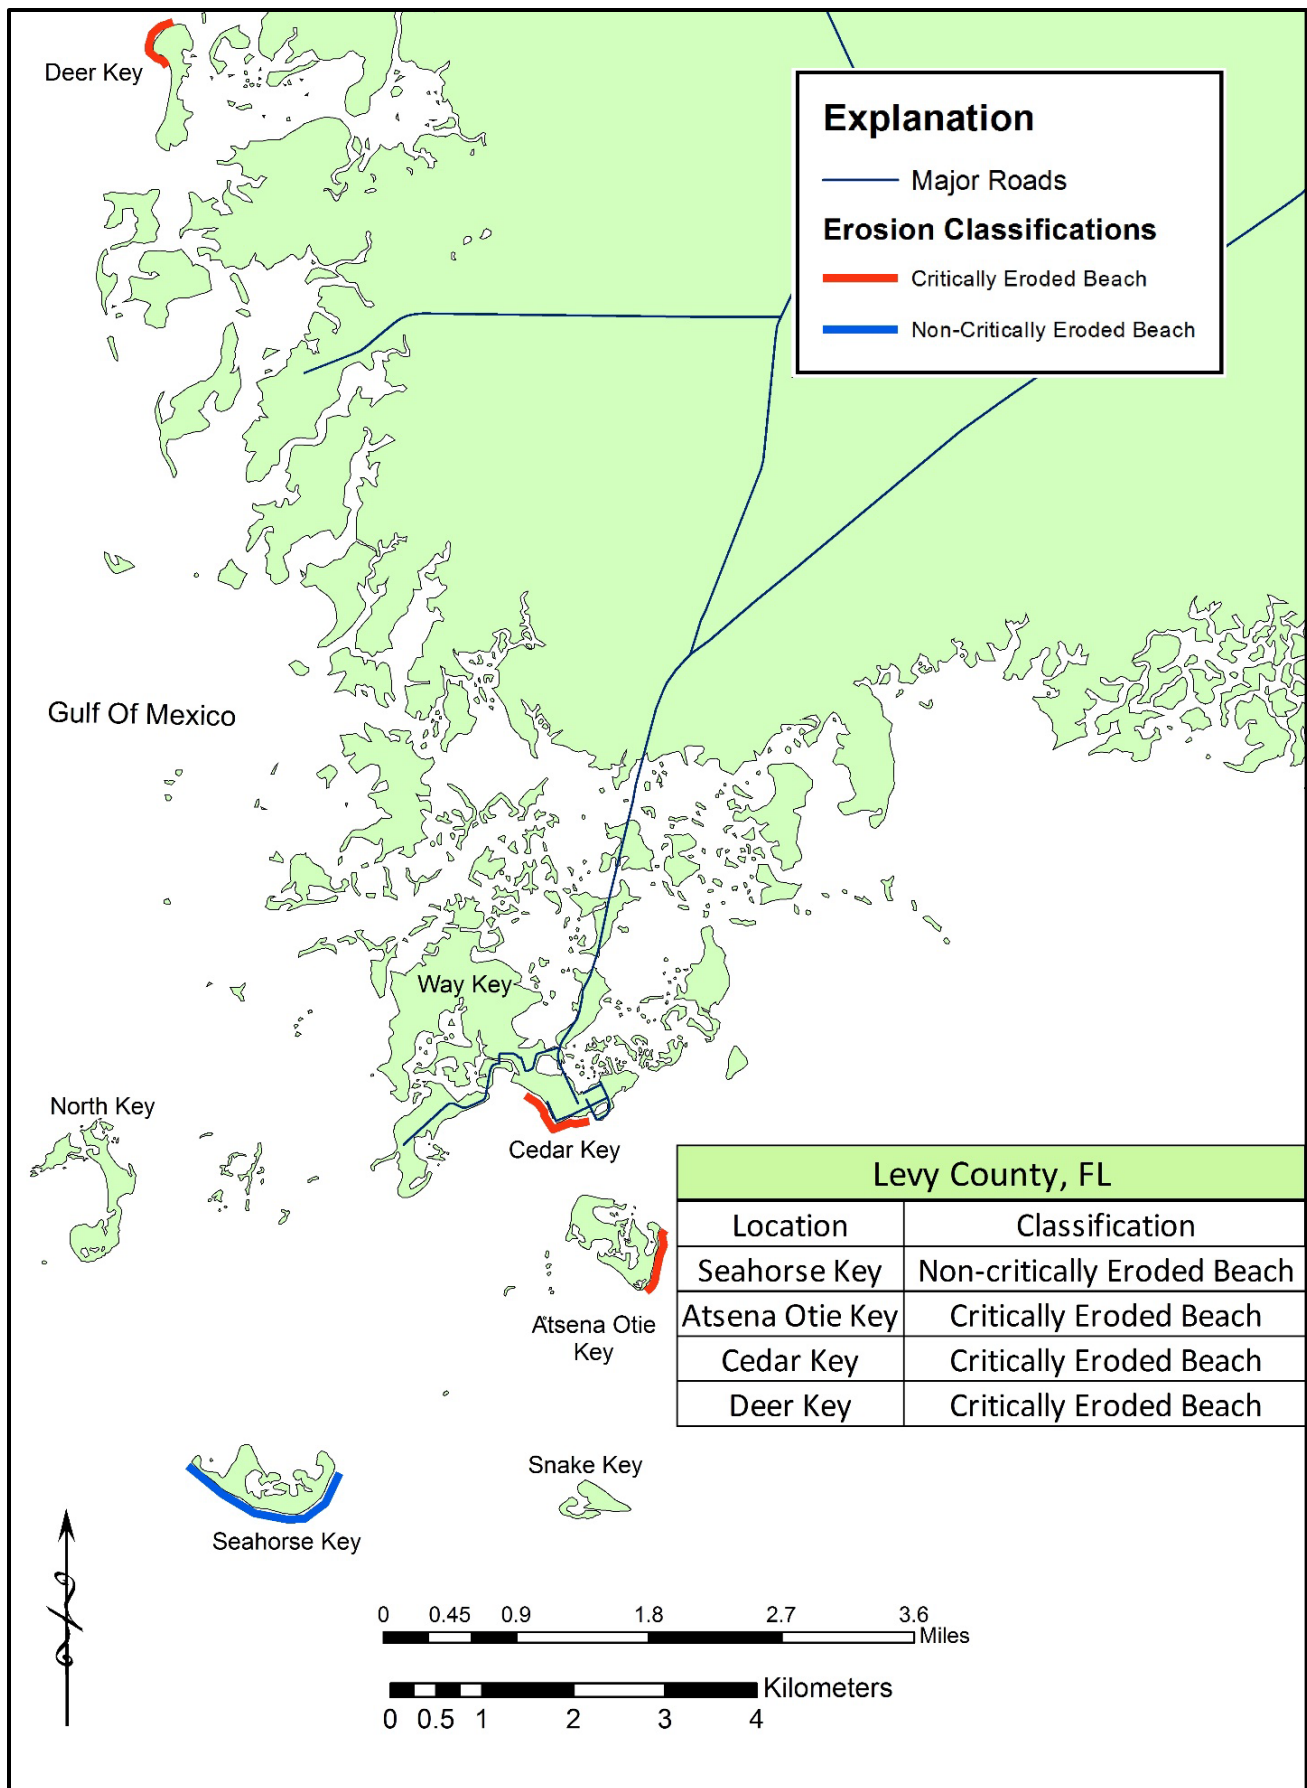 Deer Key
Explanation
Major Roads
Erosion Classifications
Critically Eroded Beach
Non-Critically Eroded Beach
Gulf Of Mexico
Way Key
North Key
Cedar Key
Atsena Otie
Key
Levy County, FL
Location Classification
Seahorse Key Non-critically Eroded Beach
Atsena Otie Key Critically Eroded Beach
Cedar Key Critically Eroded Beach
Deer Key Critically Eroded Beach
Snake Key
Seahorse Key
0 0.45 0.9 1.8 2.7 3.6
Miles
Kilometers
0 0.5 1 2 3 4